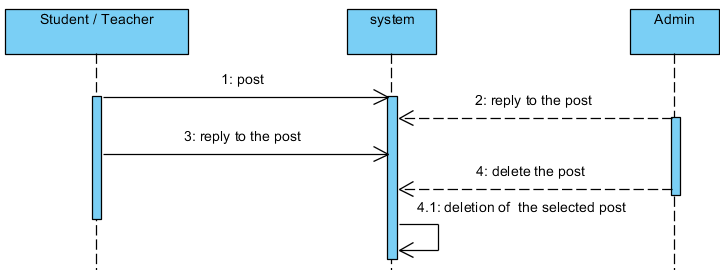 Student / Teacher
system
Admin
1: post
2: reply to the post
3: reply to the post
4: delete the post
4.1: deletion of  the selected post